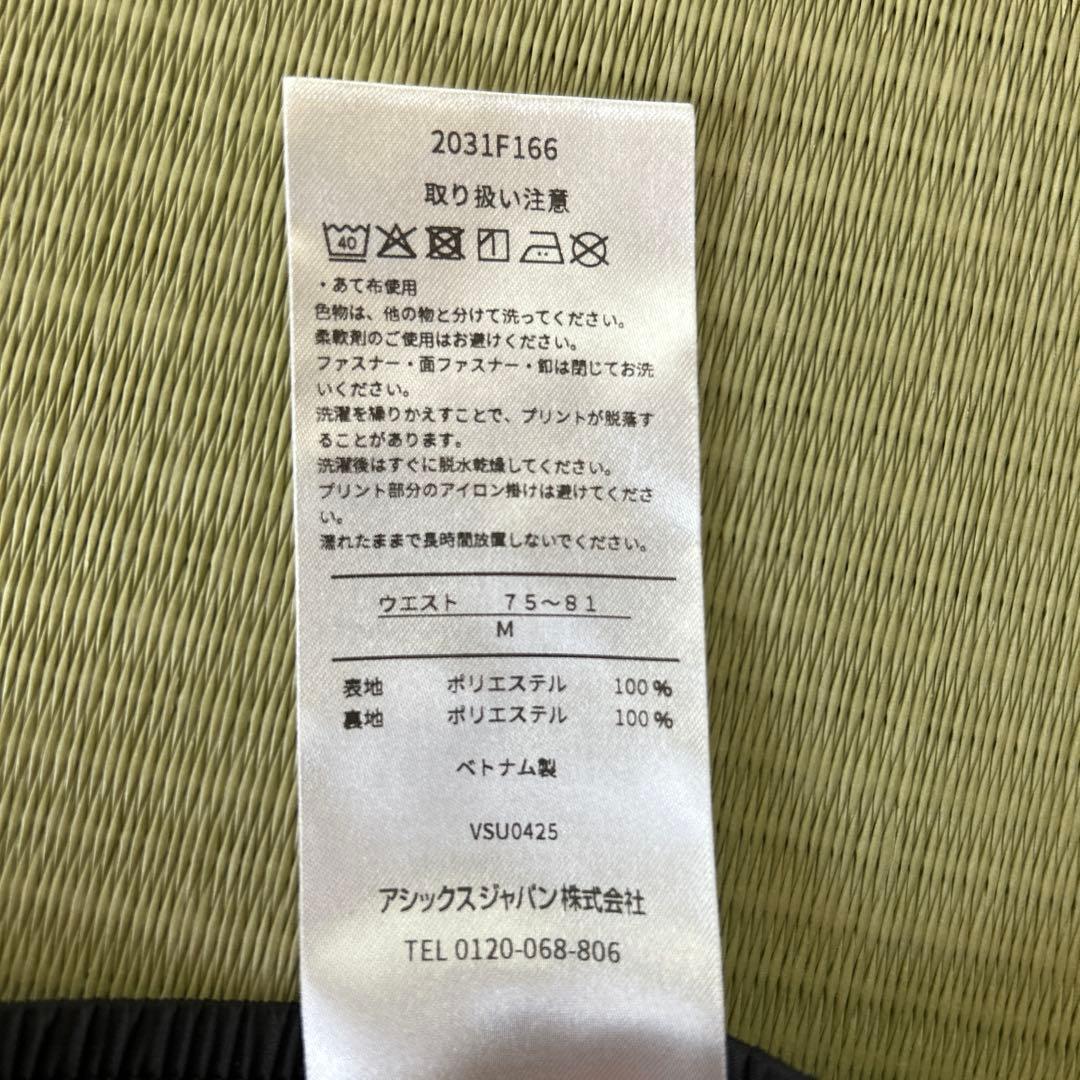 2031F166
取り扱い注意
40
・あて布使用
色物は、他の物と分けて洗ってください。
柔軟剤のご使用はお避けください。
ファスナー・面ファスナー・釦は閉じてお洗
いください。
洗濯を繰りかえすことで、プリントが脱落す
ることがあります。
洗濯後はすぐに脱水乾燥してください。
プリント部分のアイロン掛けは避けてくださ
い。
濡れたままで長時間放置しないでください。
ウエスト 75〜81
M
表地 ポリエステル 100%
裏地 ポリエステル 100%
ベトナム製
VSU0425
アシックスジャパン株式会社
TEL 0120-068-806